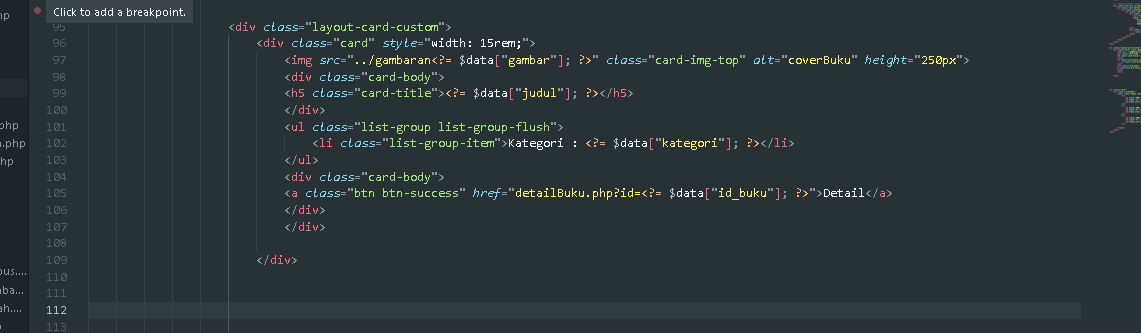 Click to add a breakpoint.
95 <div class="layout-card-custom">
96 <div class="card" style="width: 15rem;">
97 <img src="../gambaran<?= $data["gambar"]; ?>" class="card-img-top" alt="coverBuku" height="250px">
98 <div class="card-body">
99 <h5 class="card-title"><?= $data["judul"]; ?></h5>
100 </div>
php
101 <ul class="list-group list-group-flush">
.php
102 <li class="list-group-item">Kategori : <?= $data["kategori"]; ?></li>
hp
103 </ul>
104 <div class="card-body">
105 <a class="btn btn-success" href="detailBuku.php?id=<?= $data["id_buku"]; ?>">Detail</a>
106 </div>
107 </div>
108
109 </div>
ous....
110
ba...
111
ah....
112
113